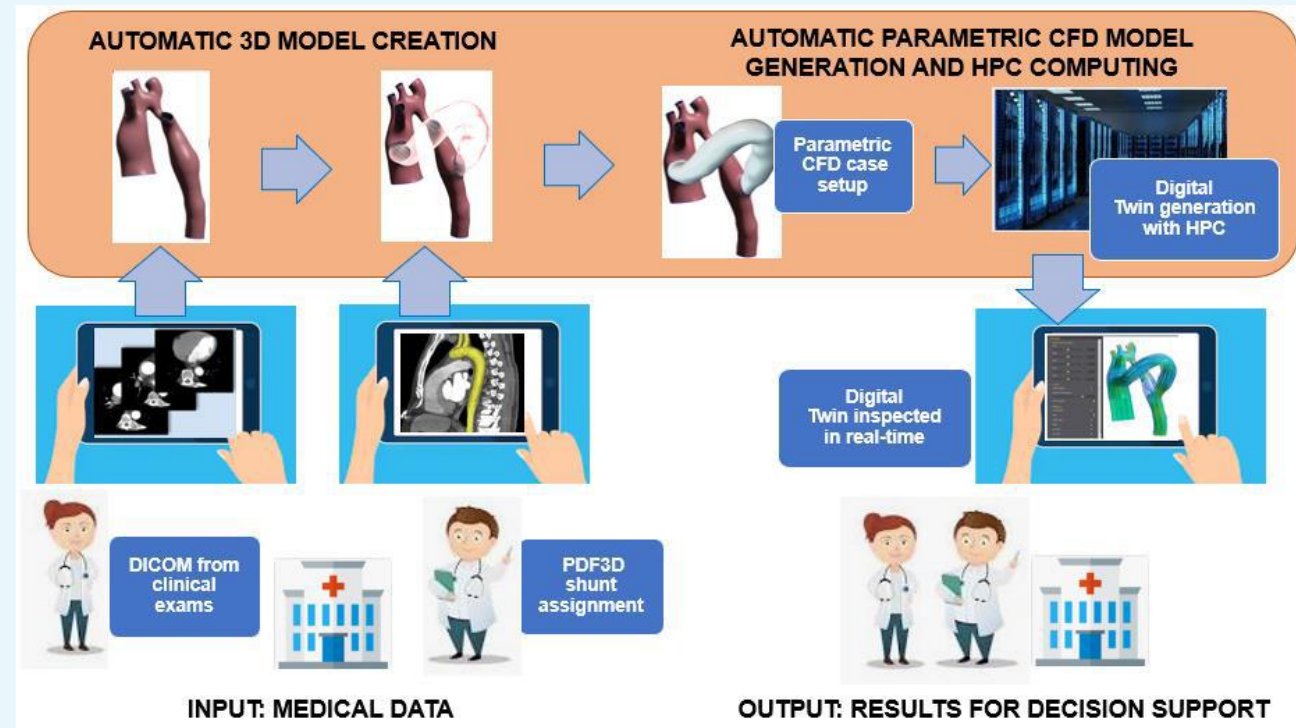 AUTOMATIC 3D MODEL CREATION
AUTOMATIC PARAMETRIC CFD MODEL
GENERATION AND HPC COMPUTING
Parametric
CFD case
setup
Digital
Twin generation
with HPC
Digital
Twin inspected
in real-time
DICOM from
clinical
exams
PDF3D
shunt
assignment
INPUT: MEDICAL DATA
OUTPUT: RESULTS FOR DECISION SUPPORT